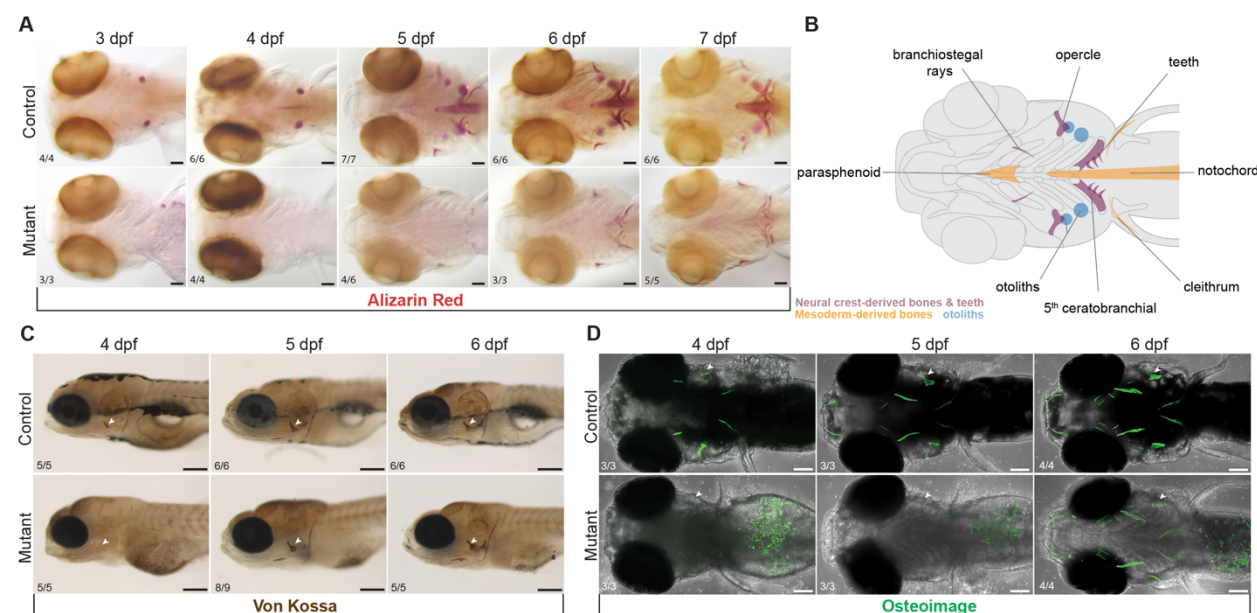 A
3 dpf 4 dpf 5 dpf 6 dpf 7 dpf
Control
4/4 6/6 7/7 6/6 6/6
Mutant
3/3 4/4 4/6 3/3 5/5
Alizarin Red
B
branchiostegal
rays
opercle
teeth
parasphenoid
notochord
otoliths
cleithrum
5th ceratobranchial
Neural crest-derived bones & teeth
Mesoderm-derived bones otoliths
C
4 dpf 5 dpf 6 dpf
Control
5/5 6/6 6/6
Mutant
5/5 8/9 5/5
Von Kossa
D
4 dpf 5 dpf 6 dpf
Control
3/3 3/3 4/4
Mutant
3/3 3/3 4/4
Osteoimage